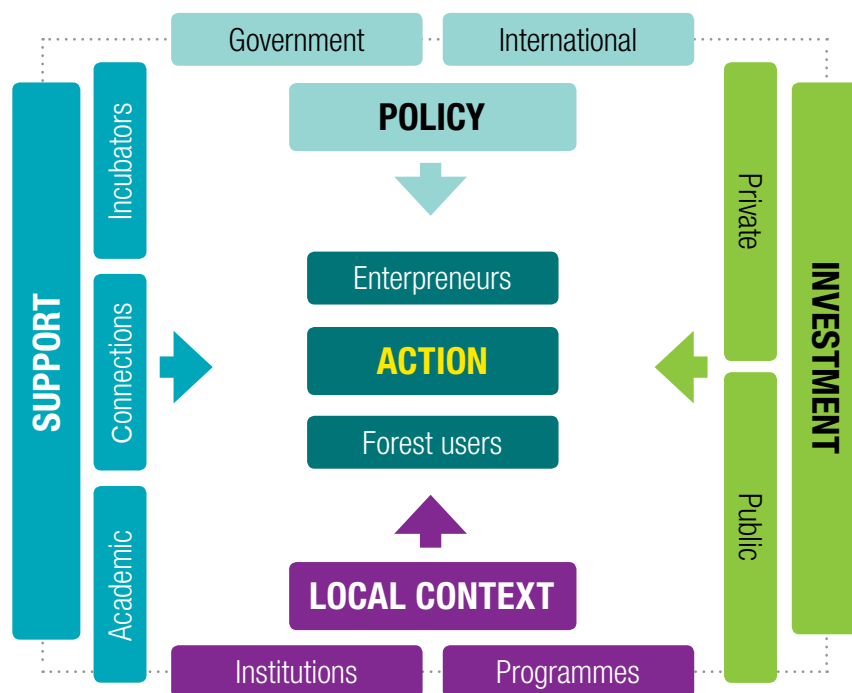 Government
International
POLICY
SUPPORT
Incubators
Connections
Academic
Enterpreneurs
ACTION
Forest users
Private
Public
INVESTMENT
LOCAL CONTEXT
Institutions
Programmes